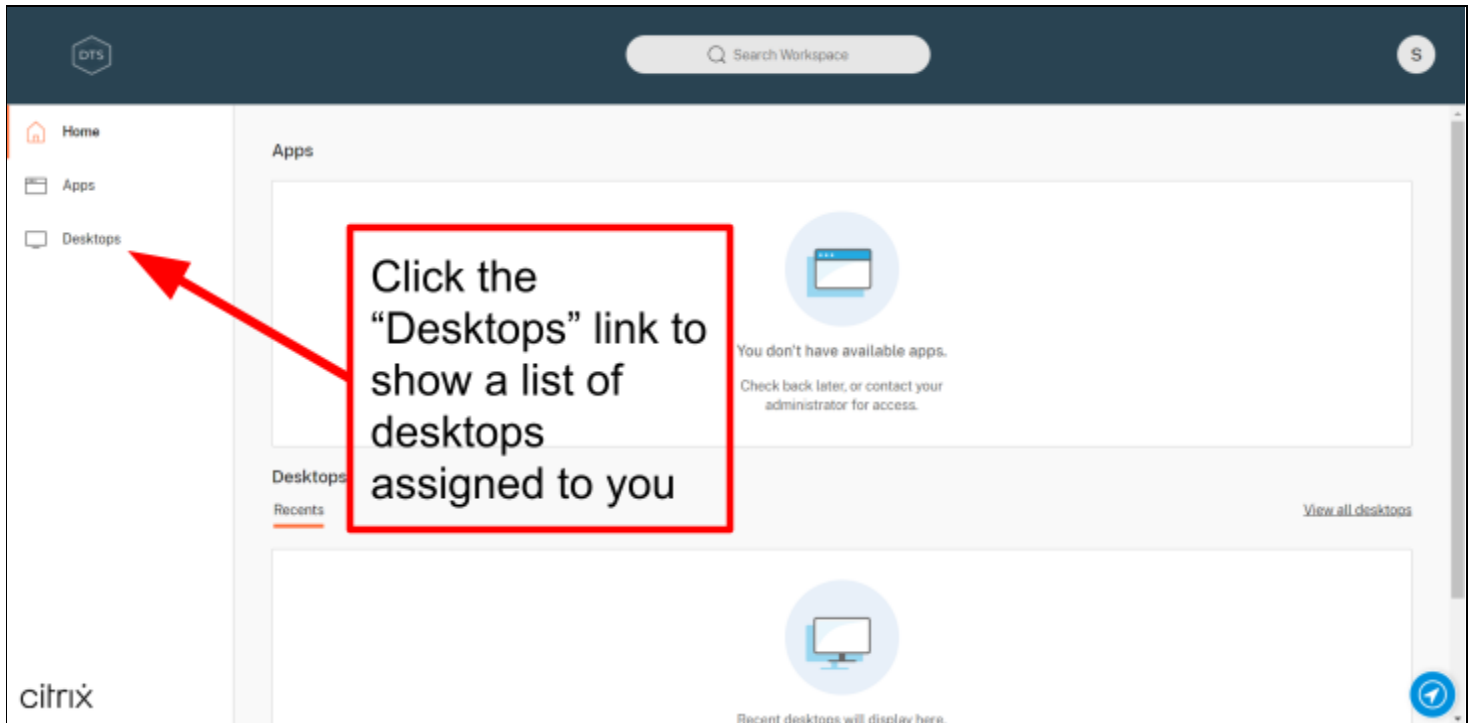 DTS
Search Workspace
S
Home
Apps
Desktops
Apps
Click the
“Desktops” link to
show a list of
desktops
assigned to you
You don't have available apps.
Check back later, or contact your
administrator for access.
Desktops
Recents
View all desktops
Recent desktops will display here.
citrix